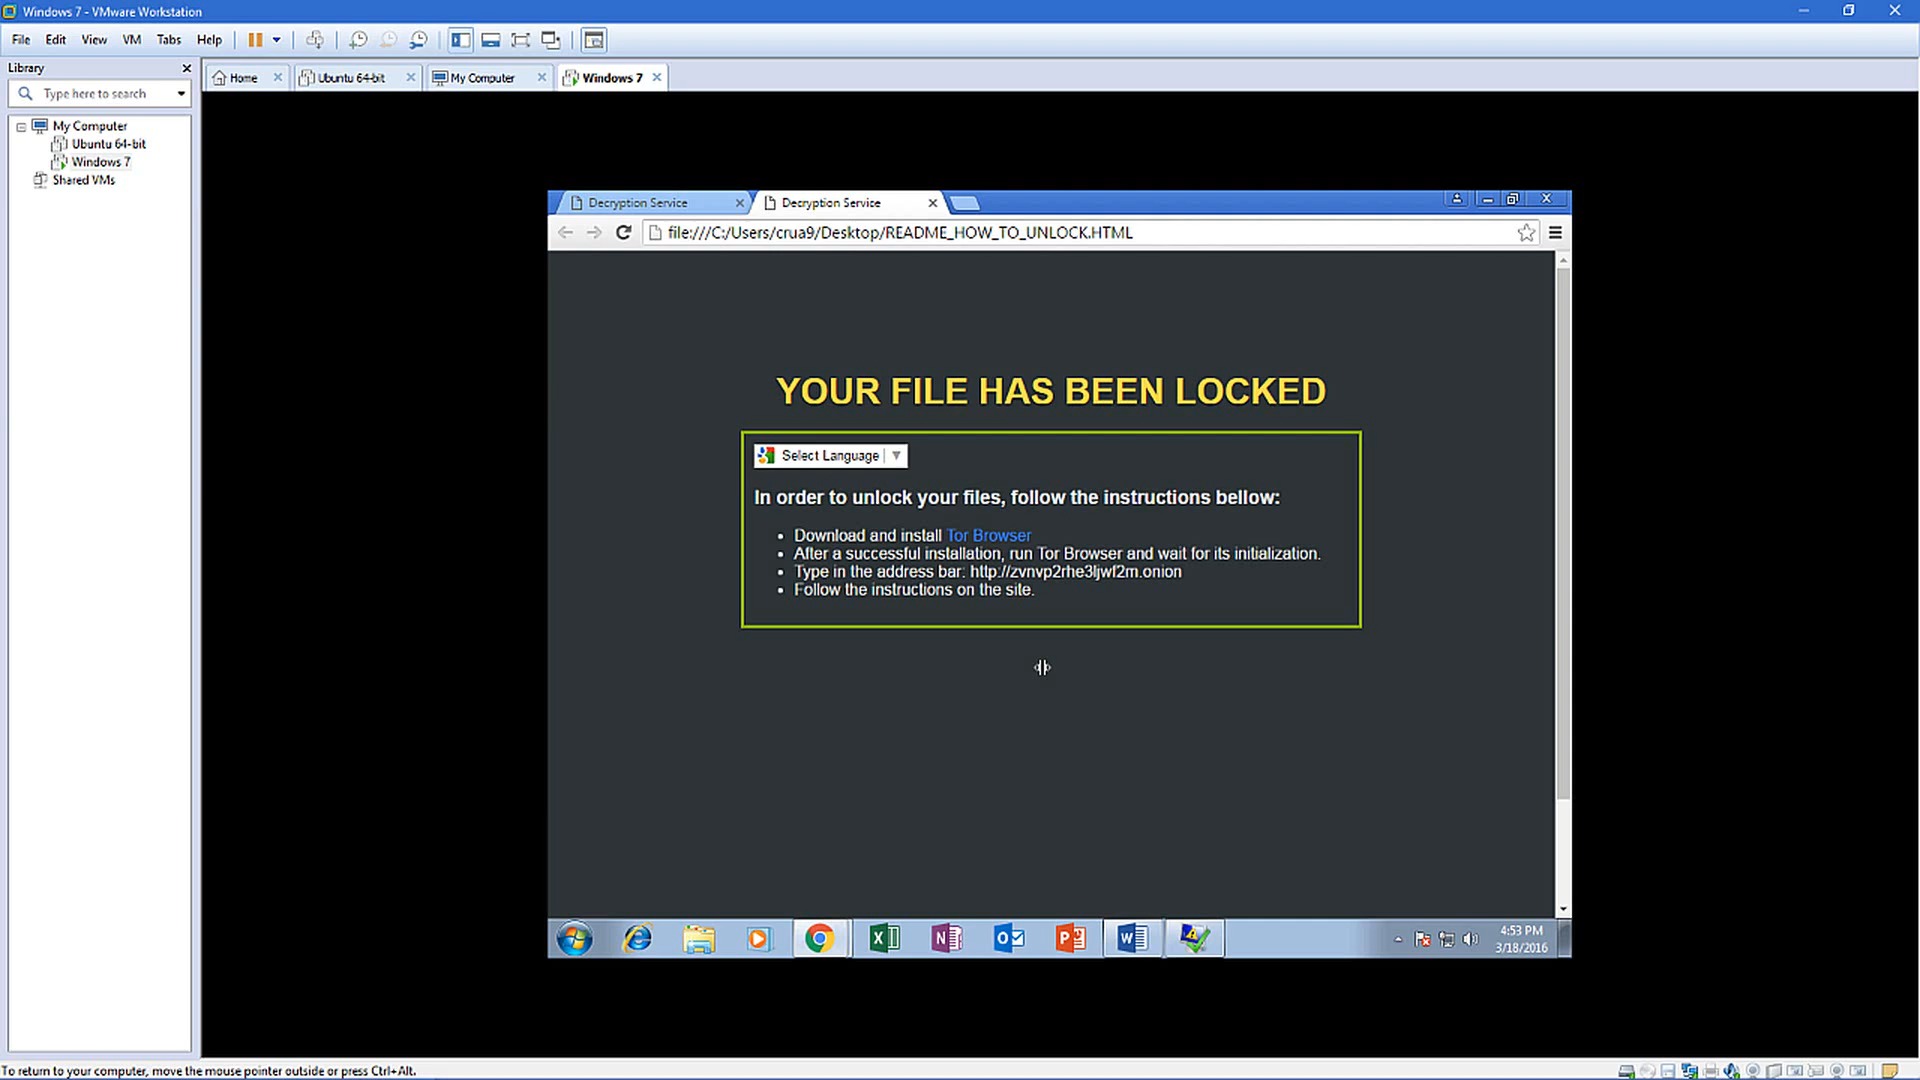 Windows 7 - VMware Workstation
File Edit View VM Tabs Help
Library
Type here to search
My Computer
Ubuntu 64-bit
Windows 7
Shared VMs
Home
Ubuntu 64-bit
My Computer
Windows 7
Decryption Service
Decryption Service
file:///C:/Users/crua9/Desktop/README_HOW_TO_UNLOCK.HTML
YOUR FILE HAS BEEN LOCKED
Select Language
In order to unlock your files, follow the instructions bellow:
Download and install Tor Browser
After a successful installation, run Tor Browser and wait for its initialization.
Type in the address bar: http://zvnvp2rhe3ljwf2m.onion
Follow the instructions on the site.
4:53 PM
3/18/2016
To return to your computer, move the mouse pointer outside or press Ctrl+Alt.